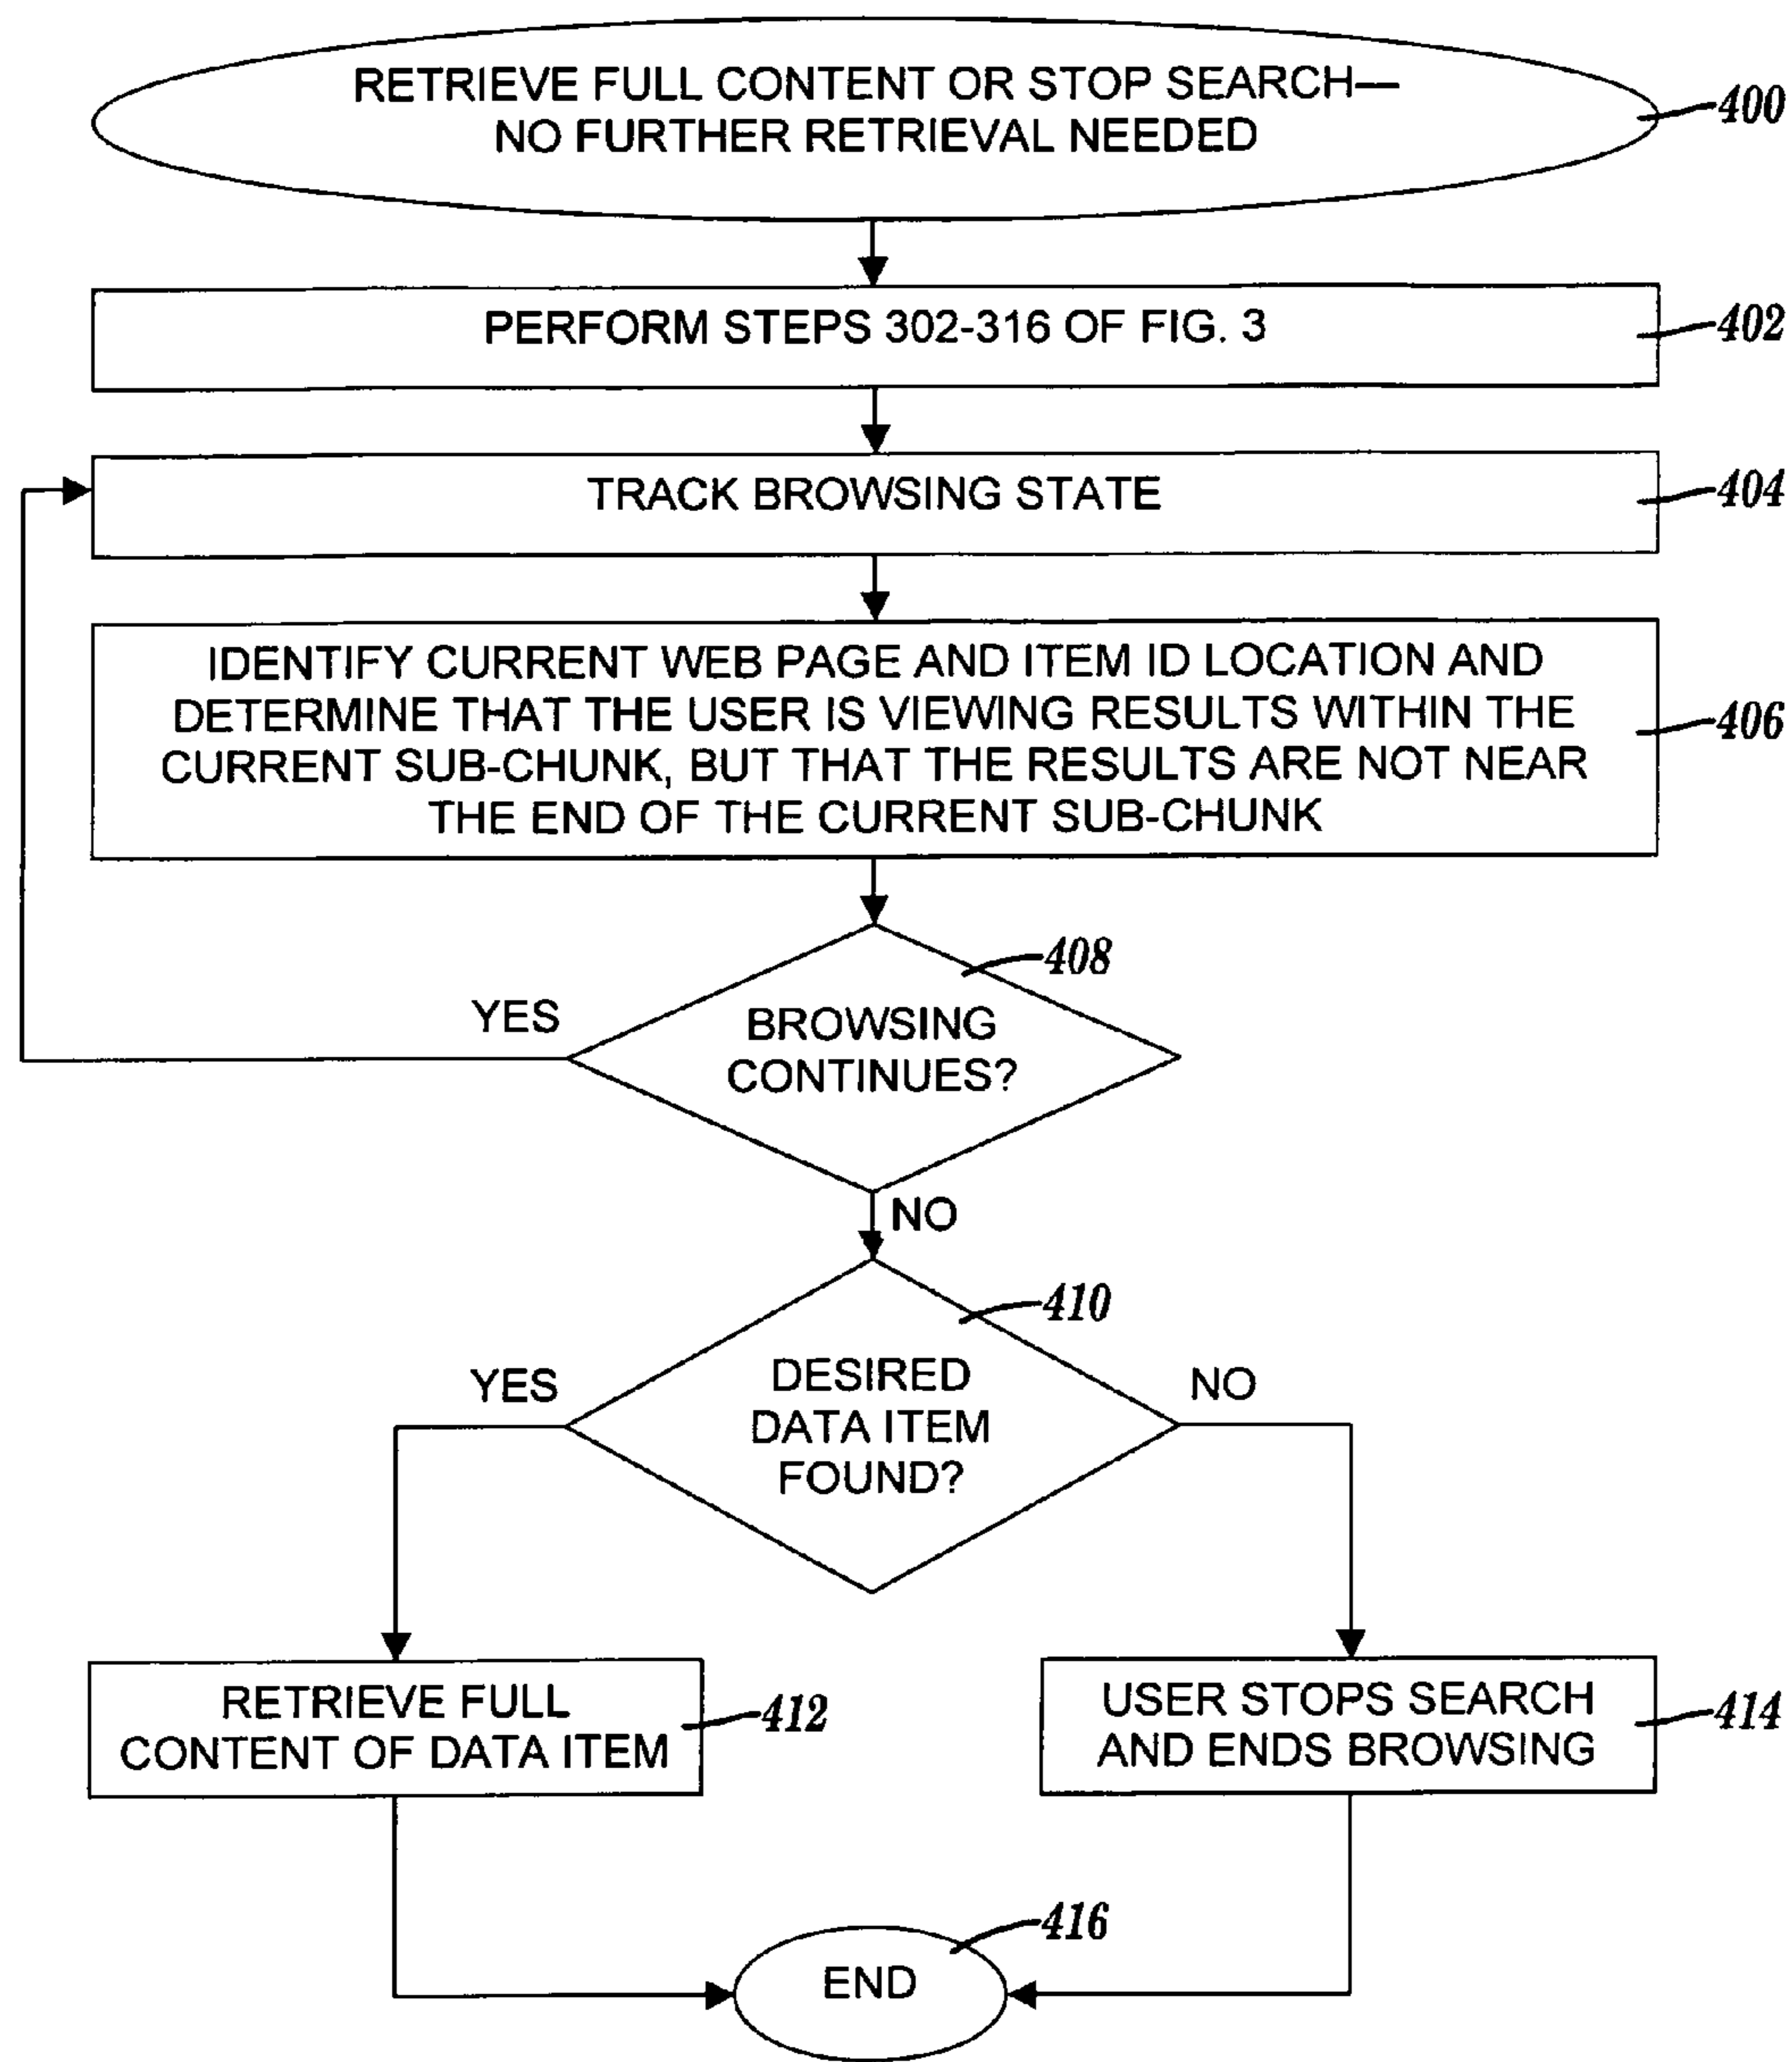 RETRIEVE FULL CONTENT OR STOP SEARCH—
NO FURTHER RETRIEVAL NEEDED
400
PERFORM STEPS 302-316 OF FIG. 3
402
TRACK BROWSING STATE
404
IDENTIFY CURRENT WEB PAGE AND ITEM ID LOCATION AND
DETERMINE THAT THE USER IS VIEWING RESULTS WITHIN THE
CURRENT SUB-CHUNK, BUT THAT THE RESULTS ARE NOT NEAR
THE END OF THE CURRENT SUB-CHUNK
406
408
YES
BROWSING
CONTINUES?
NO
410
YES
DESIRED
DATA ITEM
FOUND?
NO
RETRIEVE FULL
CONTENT OF DATA ITEM
412
USER STOPS SEARCH
AND ENDS BROWSING
414
416
END